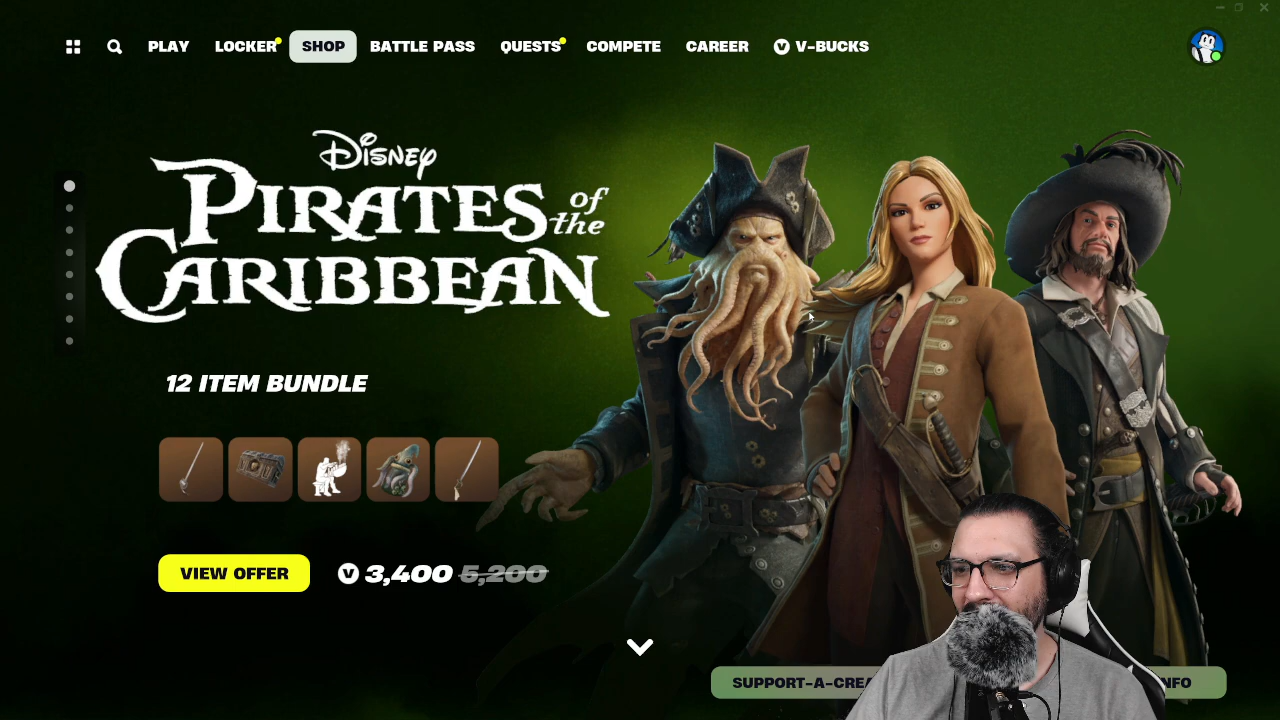 PLAY LOCKER SHOP BATTLE PASS QUESTS COMPETE CAREER V-BUCKS
Disney
PIRATES of the
CARIBBEAN
12 ITEM BUNDLE
VIEW OFFER 3,400 5,200
SUPPORT-A-CREA NFO